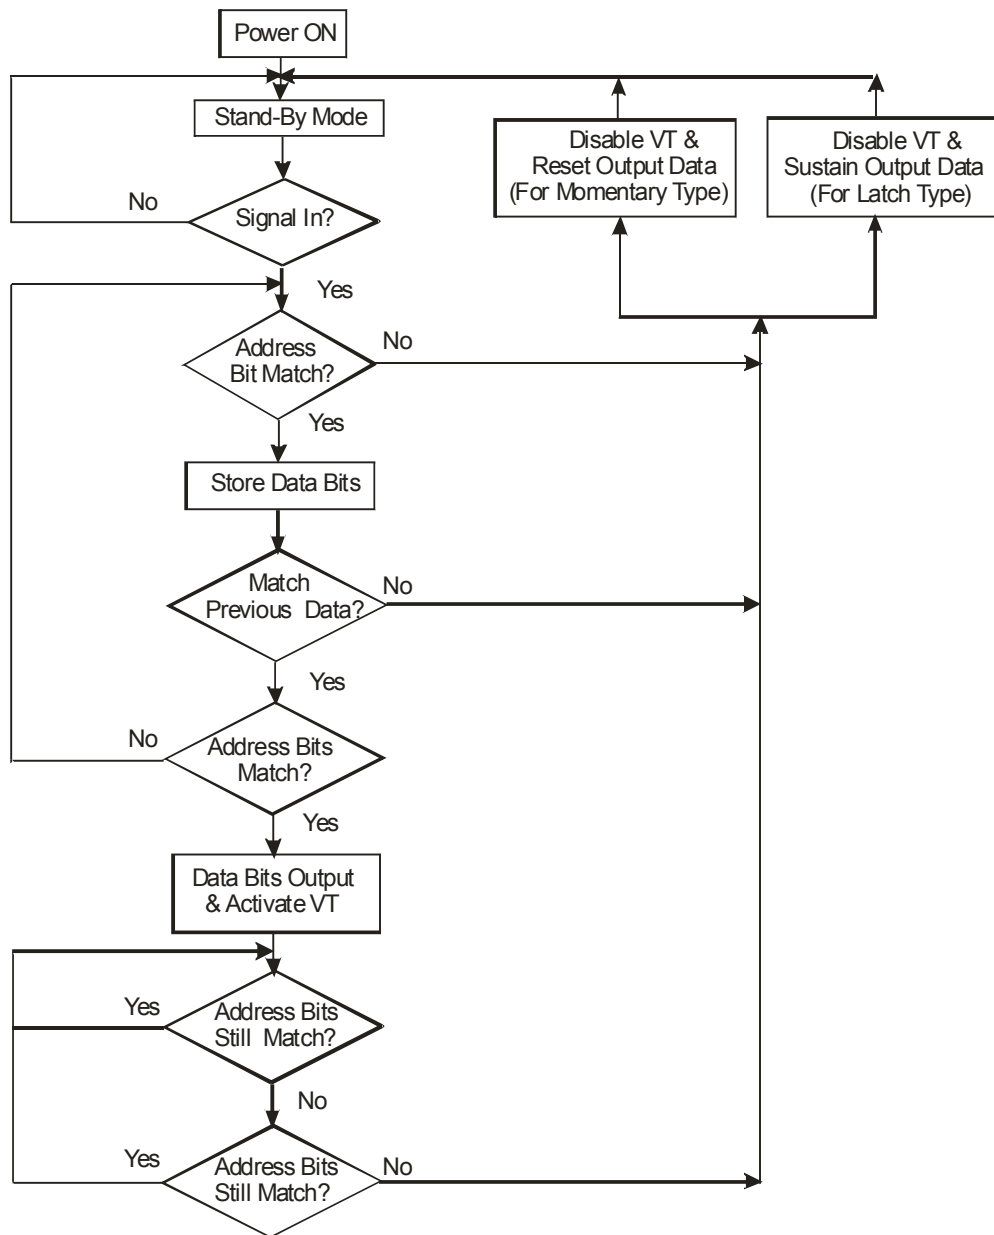 Power ON
Stand-By Mode
Disable VT &
Reset Output Data
(For Momentary Type)
Disable VT &
Sustain Output Data
(For Latch Type)
No
Signal In?
Yes
Address
Bit Match?
No
Yes
Store Data Bits
Match
Previous Data?
No
Yes
No
Address Bits
Match?
Yes
Data Bits Output
& Activate VT
Yes
Address Bits
Still Match?
No
Yes
Address Bits
Still Match?
No